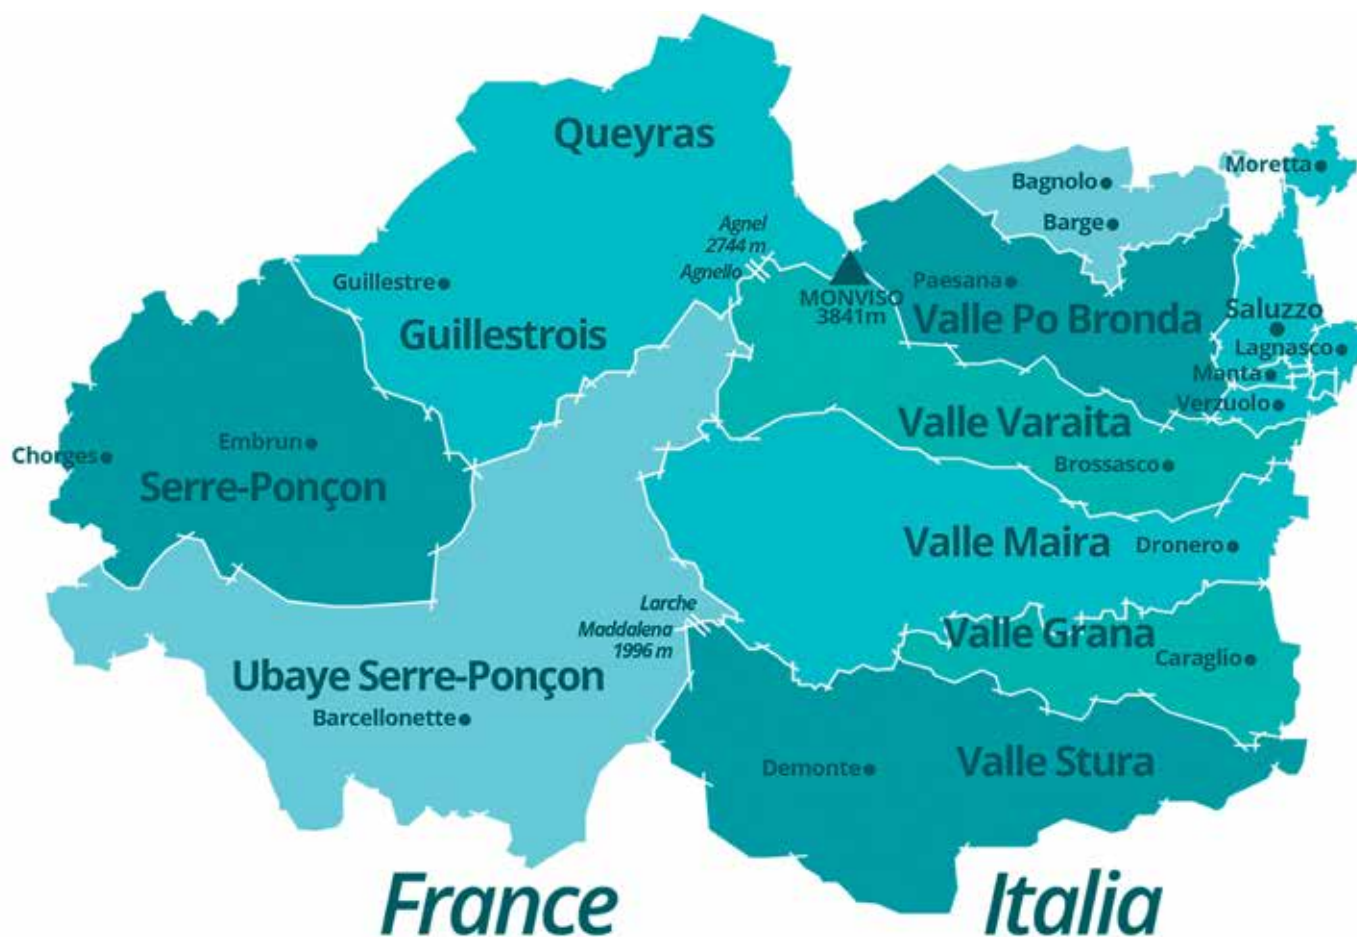 Queyras
Bagnolo
Moretta
Barge
Agnel
2744 m
Agnello
Guillestre
Paesana
MONVISO
3841m
Saluzzo
Valle Po Bronda
Guillestrois
Lagnasco
Manta
Verzuolo
Valle Varaita
Embrun
Chorges
Brossasco
Serre-Ponçon
Valle Maira
Dronero
Larche
Maddalena
1996 m
Valle Grana
Caraglio
Ubaye Serre-Ponçon
Barcellonette
Demonte
Valle Stura
France
Italia